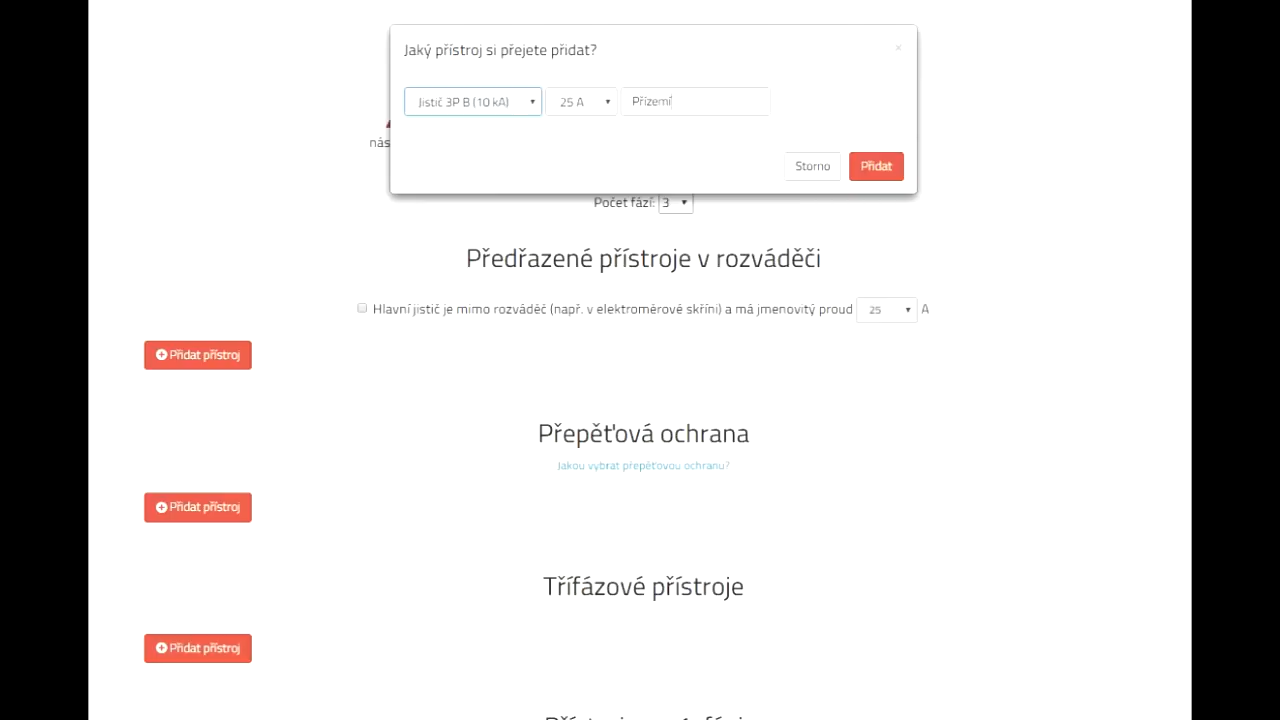 Jaký přístroj si přejete přidat?
×
Jistič 3P B (10 kA) 25 A Přízemí
nás
Storno Přidat
Počet fází: 3
Předřazené přístroje v rozváděči
Hlavní jistič je mimo rozváděč (např. v elektroměrové skříni) a má jmenovitý proud 25 A
Přidat přístroj
Přepěťová ochrana
Jakou vybrat přepěťovou ochranu?
Přidat přístroj
Třífázové přístroje
Přidat přístroj